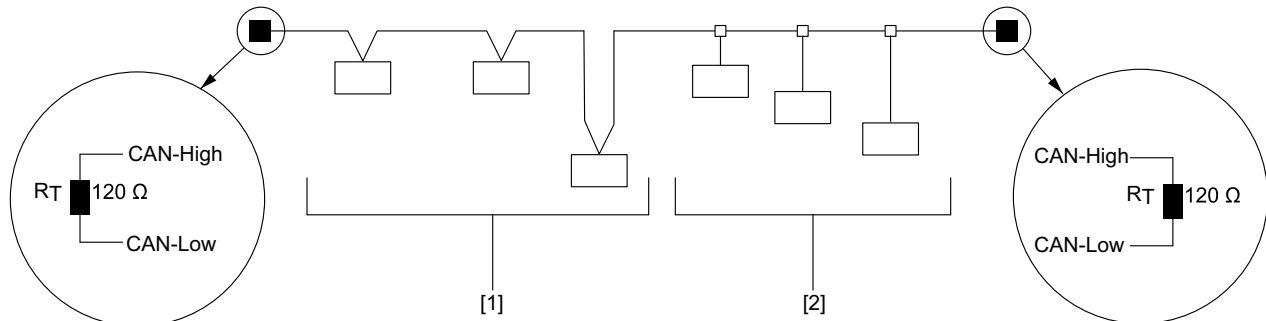 CAN-High
RT 120 Ω
CAN-Low
CAN-High
RT 120 Ω
CAN-Low
[1]
[2]